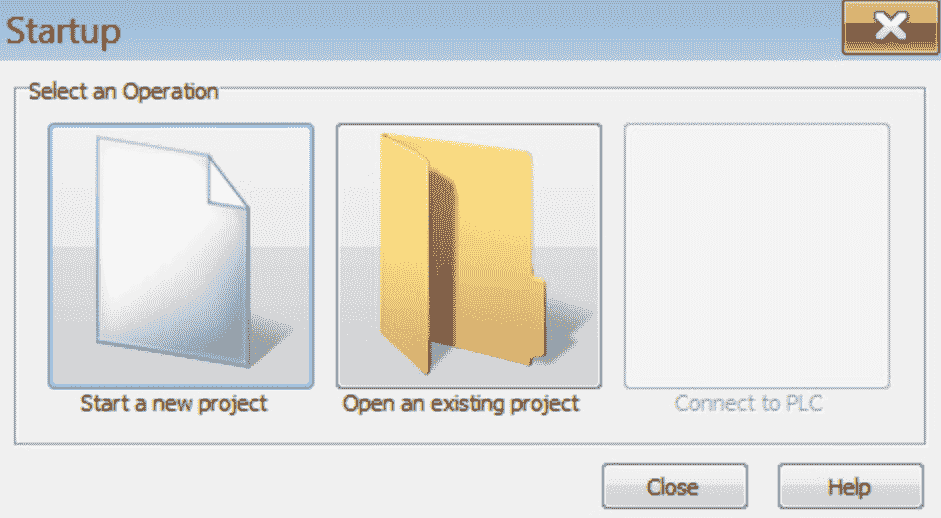 Startup
Select an Operation
Start a new project
Open an existing project
Connect to PLC
Close
Help